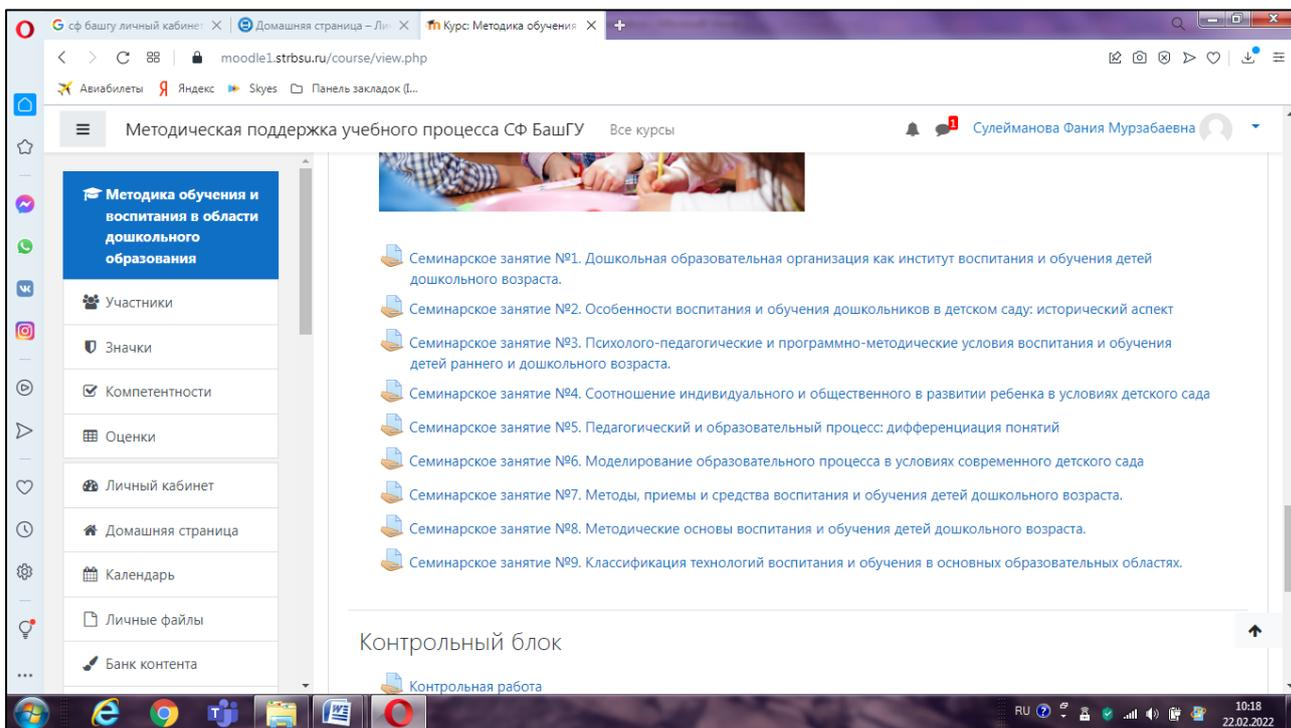 сф башгу личный кабинет
Домашняя страница – Ли
Курс: Методика обучения
moodle1.strbsu.ru/course/view.php
Авиабилеты Яндекс Skyes Панель закладок (I...
Методическая поддержка учебного процесса СФ БашГУ Все курсы 1 Сулейманова Фания Мурзабаевна
Методика обучения и
воспитания в области
дошкольного
образования
Участники
Значки
Компетентности
Оценки
Личный кабинет
Домашняя страница
Календарь
Личные файлы
Банк контента
Семинарское занятие №1. Дошкольная образовательная организация как институт воспитания и обучения детей
дошкольного возраста.
Семинарское занятие №2. Особенности воспитания и обучения дошкольников в детском саду: исторический аспект
Семинарское занятие №3. Психолого-педагогические и программно-методические условия воспитания и обучения
детей раннего и дошкольного возраста.
Семинарское занятие №4. Соотношение индивидуального и общественного в развитии ребенка в условиях детского сада
Семинарское занятие №5. Педагогический и образовательный процесс: дифференциация понятий
Семинарское занятие №6. Моделирование образовательного процесса в условиях современного детского сада
Семинарское занятие №7. Методы, приемы и средства воспитания и обучения детей дошкольного возраста.
Семинарское занятие №8. Методические основы воспитания и обучения детей дошкольного возраста.
Семинарское занятие №9. Классификация технологий воспитания и обучения в основных образовательных областях.
Контрольный блок
Контрольная работа
RU
10:18
22.02.2022